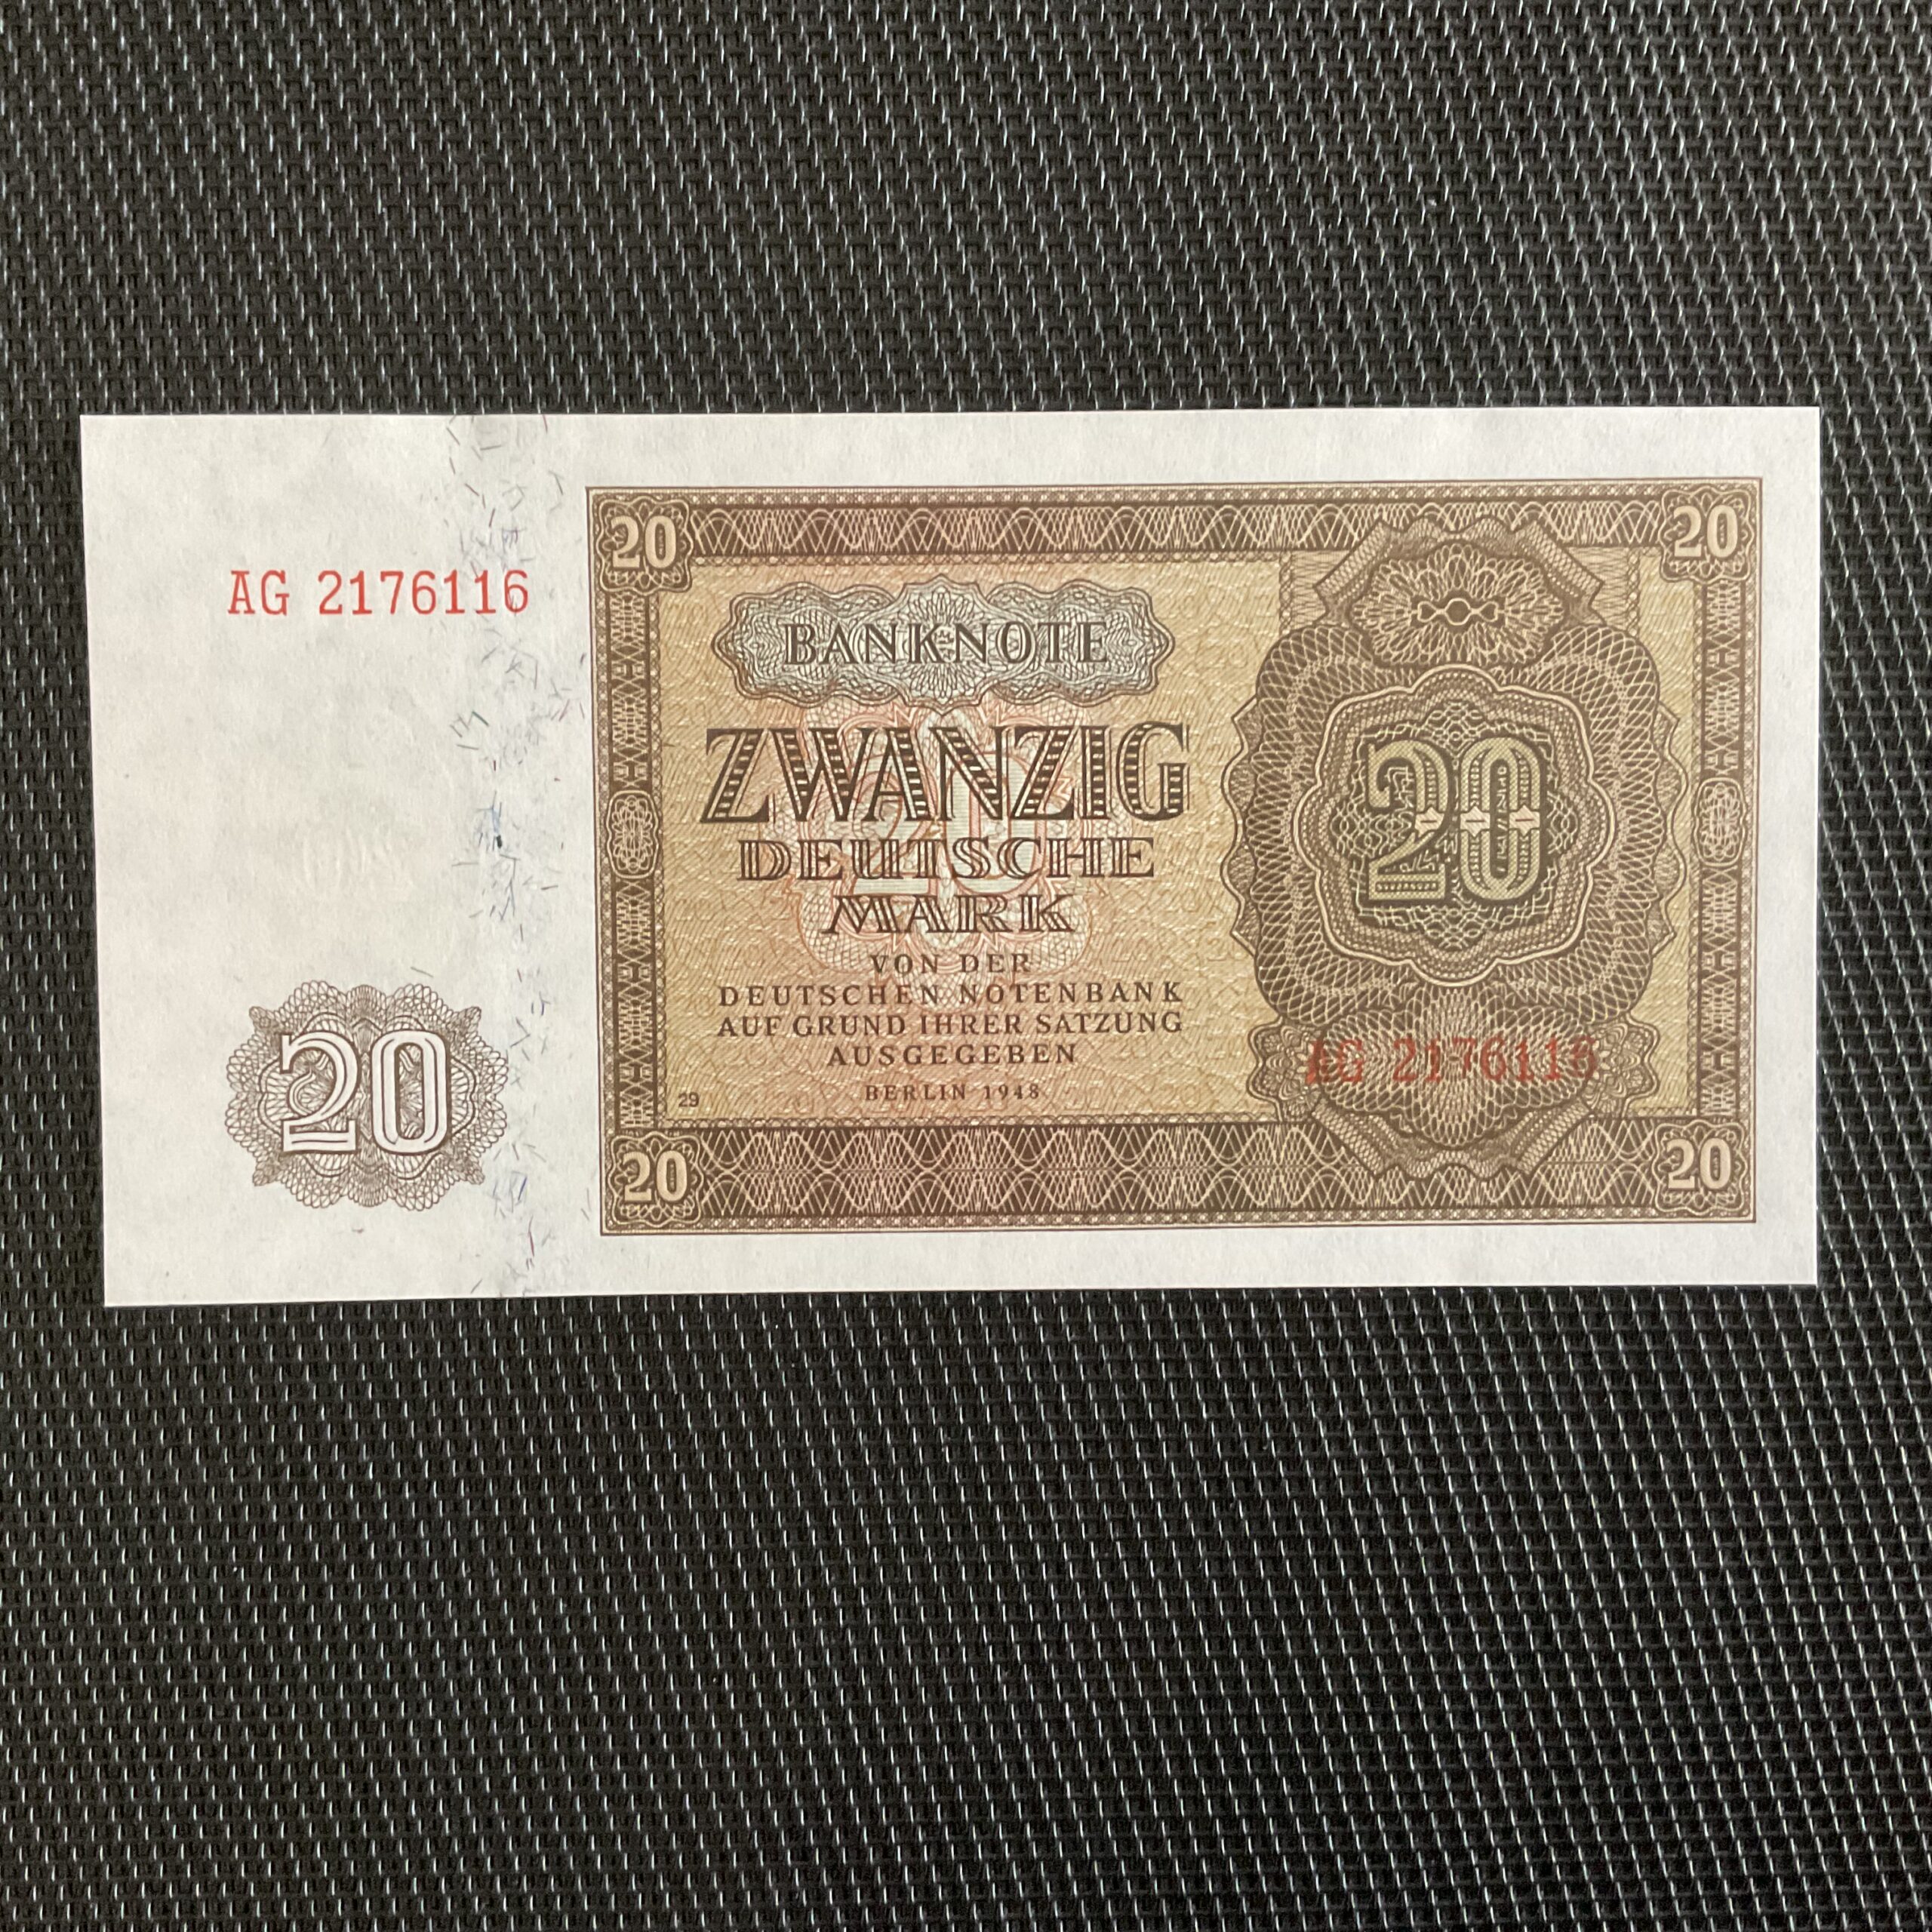 20
20
AG 2176116
BANKNOTE
ZWANZIG
20
DEUTSCHE
MARK
VON DER
DEUTSCHEN NOTENBANK
AUF GRUND IHRER SATZUNG
AUSGEGEBEN
AG 2176116
BERLIN 1948
29
20
20
20